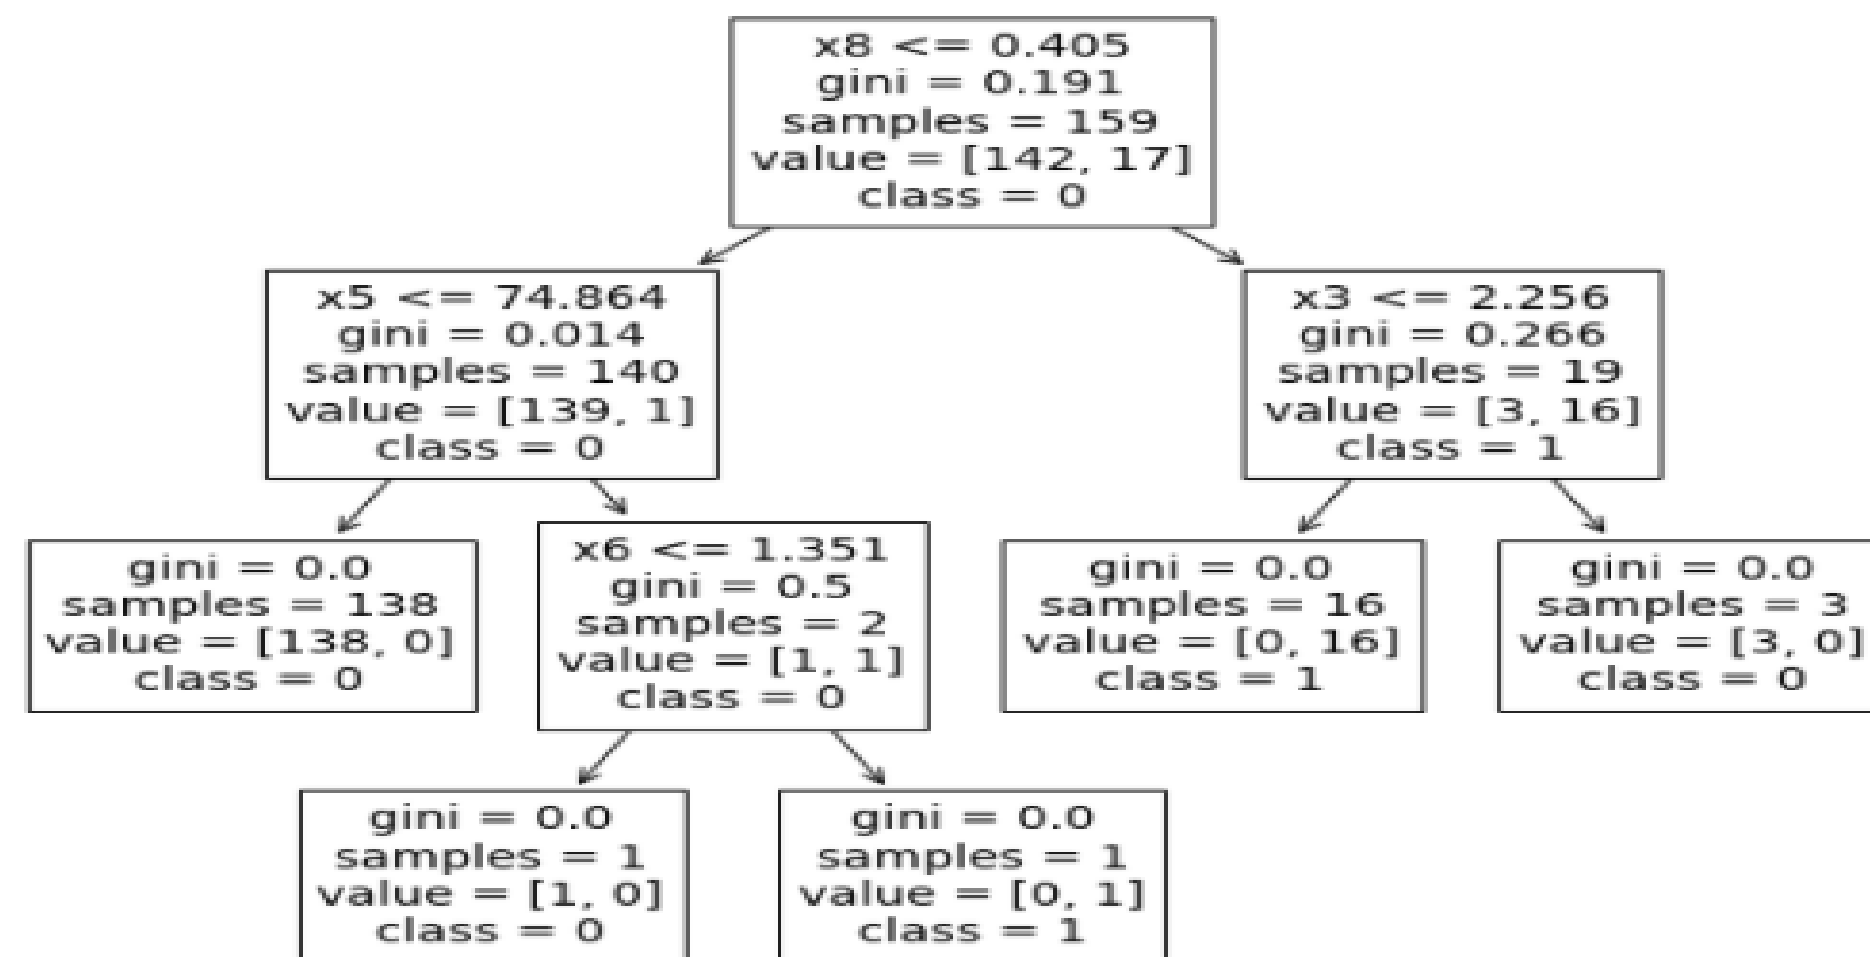 x8 <= 0.405
gini = 0.191
samples = 159
value = [142, 17]
class = 0
x5 <= 74.864
gini = 0.014
samples = 140
value = [139, 1]
class = 0
x3 <= 2.256
gini = 0.266
samples = 19
value = [3, 16]
class = 1
gini = 0.0
samples = 138
value = [138, 0]
class = 0
x6 <= 1.351
gini = 0.5
samples = 2
value = [1, 1]
class = 0
gini = 0.0
samples = 16
value = [0, 16]
class = 1
gini = 0.0
samples = 3
value = [3, 0]
class = 0
gini = 0.0
samples = 1
value = [1, 0]
class = 0
gini = 0.0
samples = 1
value = [0, 1]
class = 1